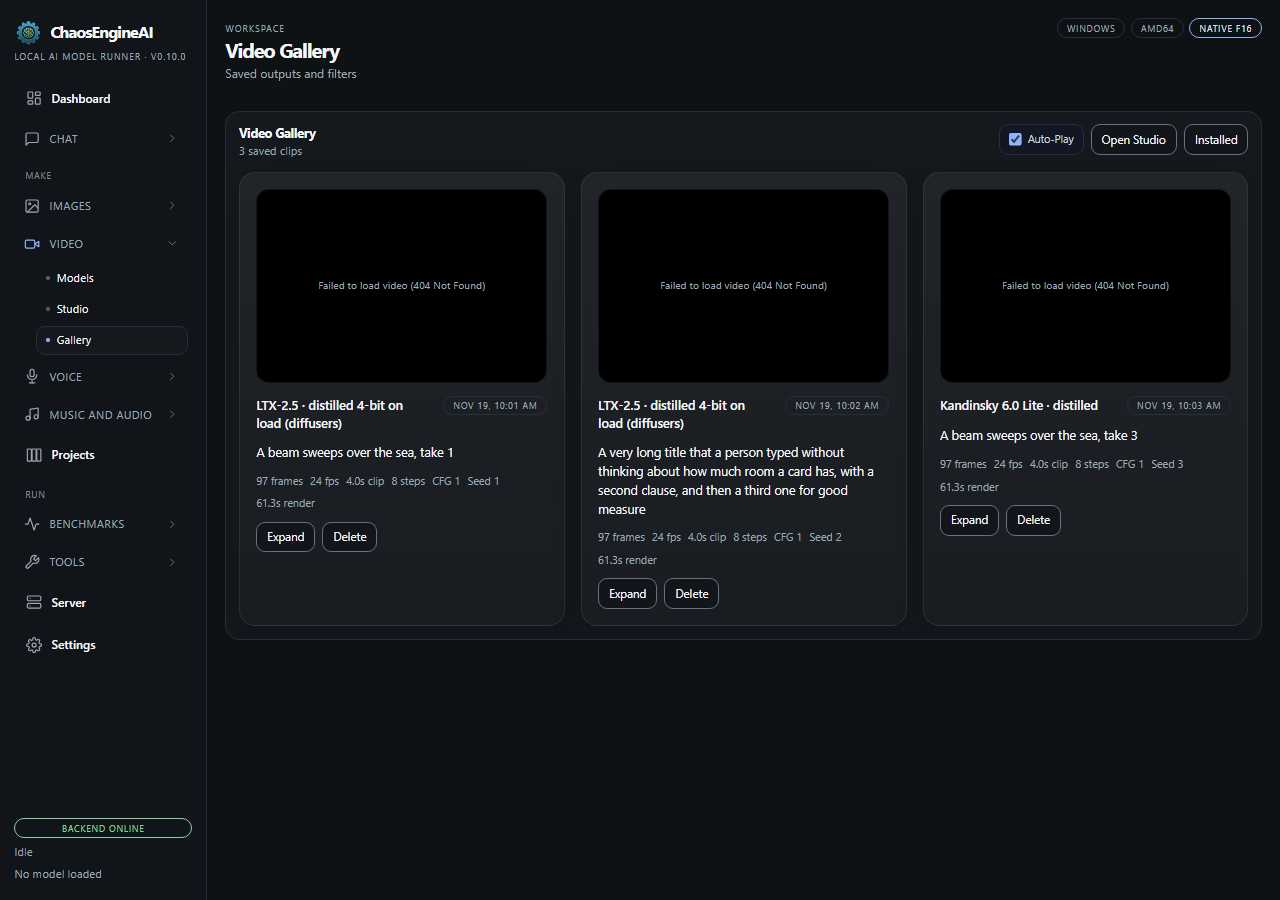 ChaosEngineAI
LOCAL AI MODEL RUNNER · V0.10.0
Dashboard
CHAT
MAKE
IMAGES
VIDEO
Models
Studio
Gallery
VOICE
MUSIC AND AUDIO
Projects
RUN
BENCHMARKS
TOOLS
Server
Settings
BACKEND ONLINE
Idle
No model loaded
WORKSPACE
Video Gallery
Saved outputs and filters
WINDOWS
AMD64
NATIVE F16
Video Gallery
3 saved clips
Auto-Play
Open Studio
Installed
Failed to load video (404 Not Found)
LTX-2.5 · distilled 4-bit on
load (diffusers)
NOV 19, 10:01 AM
A beam sweeps over the sea, take 1
97 frames 24 fps 4.0s clip 8 steps CFG 1 Seed 1
61.3s render
Expand
Delete
Failed to load video (404 Not Found)
LTX-2.5 · distilled 4-bit on
load (diffusers)
NOV 19, 10:02 AM
A very long title that a person typed without
thinking about how much room a card has, with a
second clause, and then a third one for good
measure
97 frames 24 fps 4.0s clip 8 steps CFG 1 Seed 2
61.3s render
Expand
Delete
Failed to load video (404 Not Found)
Kandinsky 6.0 Lite · distilled
NOV 19, 10:03 AM
A beam sweeps over the sea, take 3
97 frames 24 fps 4.0s clip 8 steps CFG 1 Seed 3
61.3s render
Expand
Delete